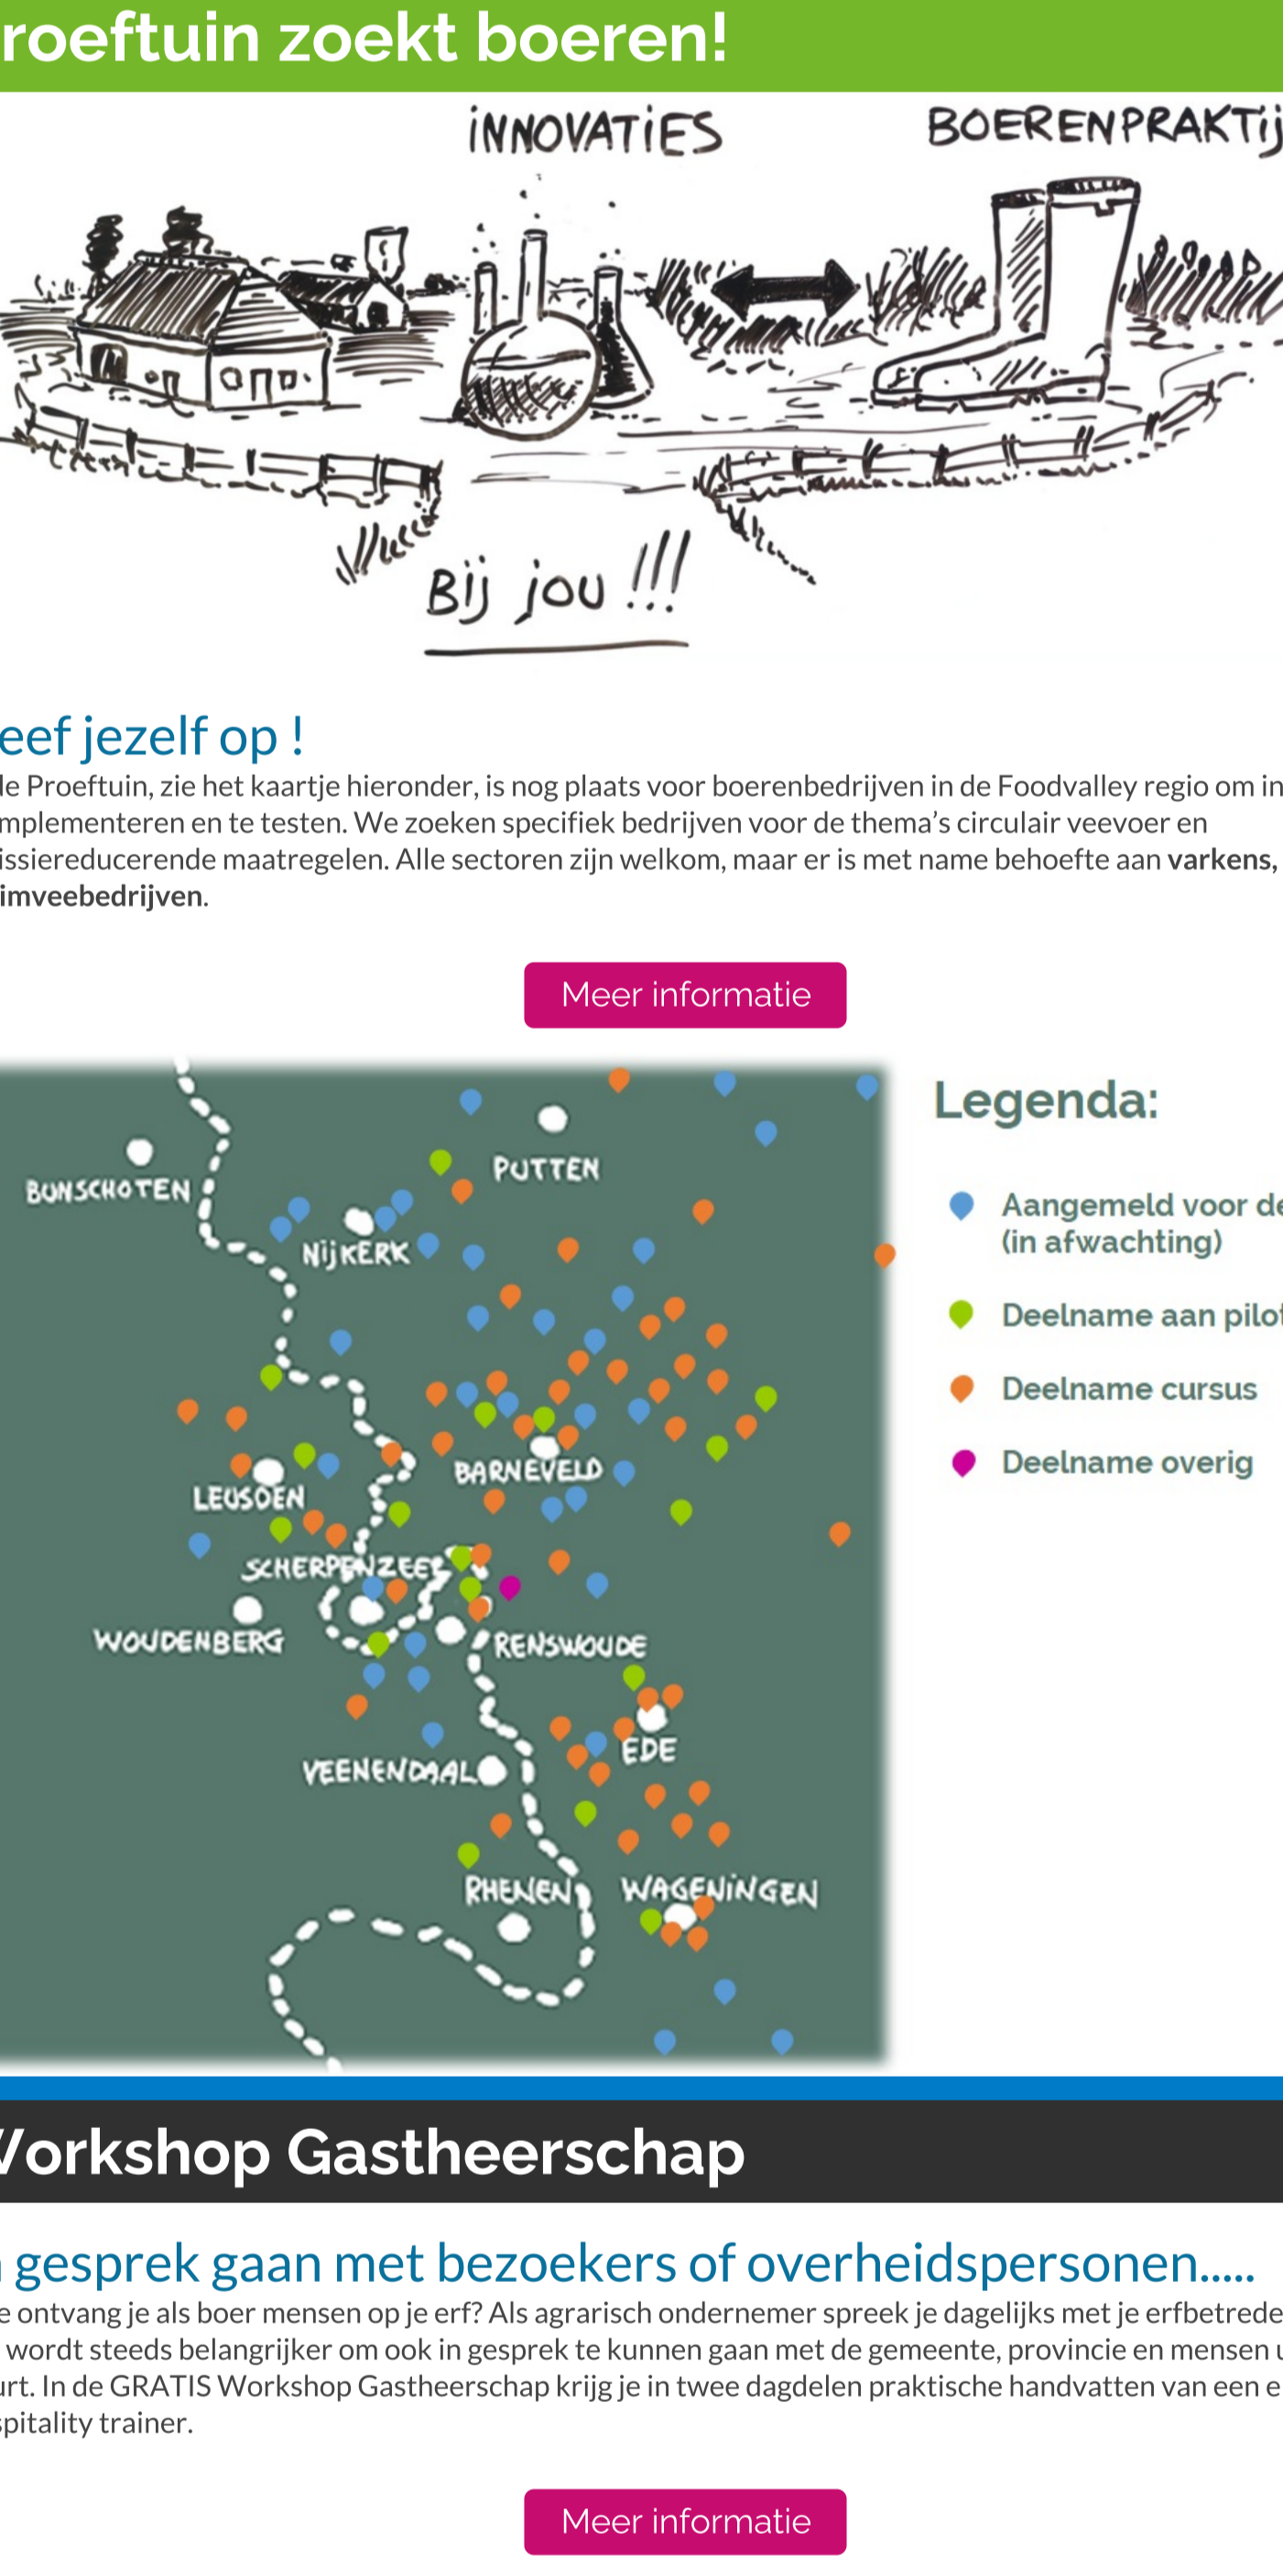 roeftuin zoekt boeren!
iNNOVATiES
BOERENPRAKTij
Bij jou !!!
eef jezelf op !
de Proeftuin, zie het kaartje hieronder, is nog plaats voor boerenbedrijven in de Foodvalley regio om in
mplementeren en te testen. We zoeken specifiek bedrijven voor de thema's circulair veevoer en
issiereducerende maatregelen. Alle sectoren zijn welkom, maar er is met name behoefte aan varkens,
imveebedrijven.
Meer informatie
BUNSCHOTEN
PUTTEN
NijKERK
BARNEVELD
LEUSDEN
SCHERPENZEEL
WOUDENBERG
RENSWOUDE
EDE
VEENENDAAL
RHENEN
WAGENiNGEN
Legenda:
Aangemeld voor de
(in afwachting)
Deelname aan pilot
Deelname cursus
Deelname overig
Workshop Gastheerschap
gesprek gaan met bezoekers of overheidspersonen.....
e ontvang je als boer mensen op je erf? Als agrarisch ondernemer spreek je dagelijks met je erfbetrede
wordt steeds belangrijker om ook in gesprek te kunnen gaan met de gemeente, provincie en mensen u
urt. In de GRATIS Workshop Gastheerschap krijg je in twee dagdelen praktische handvatten van een e
spitality trainer.
Meer informatie